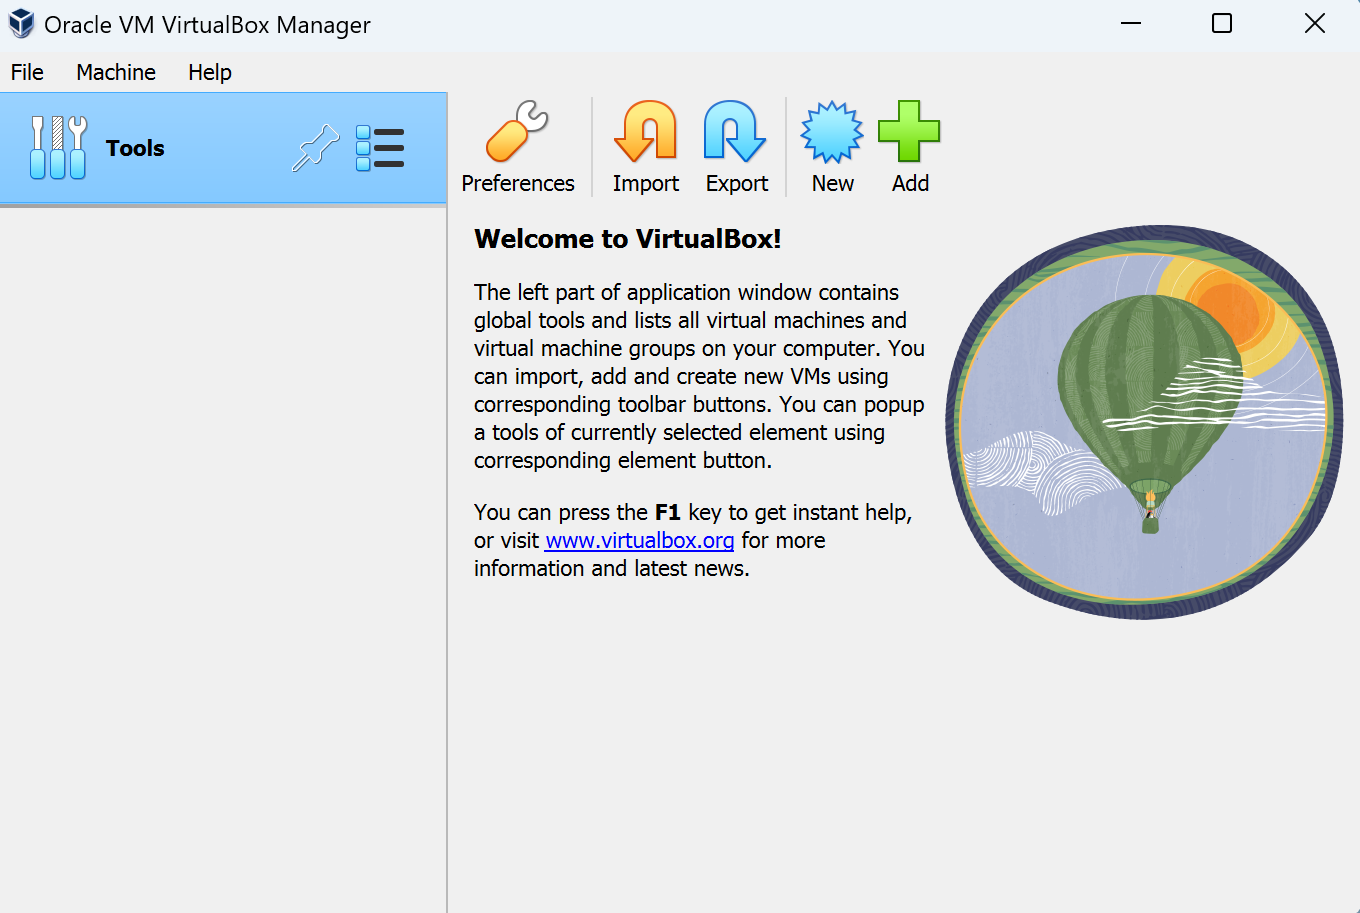 Oracle VM VirtualBox Manager
File Machine Help
Tools
Preferences Import Export New Add
Welcome to VirtualBox!
The left part of application window contains
global tools and lists all virtual machines and
virtual machine groups on your computer. You
can import, add and create new VMs using
corresponding toolbar buttons. You can popup
a tools of currently selected element using
corresponding element button.
You can press the F1 key to get instant help,
or visit www.virtualbox.org for more
information and latest news.